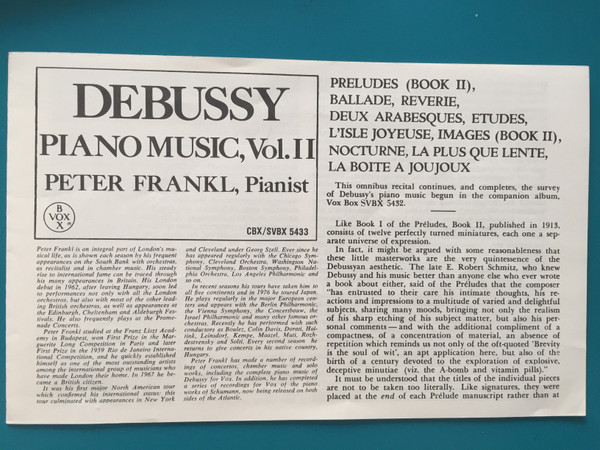 DEBUSSY
PIANO MUSIC, Vol. II
PETER FRANKL, Pianist
B
VOX
X
CBX/SVBX 5433
Peter Frankl is an integral part of London's mu-
sical life, as is shown each season by his frequent
appearances on the South Bank with orchestras,
as recitalist and in chamber music. His steady
rise to international fame can be traced through
his many appearances in Britain. His London
debut in 1962, after leaving Hungary, soon led
to performances not only with all the London
orchestras, but also with most of the other lead-
ing British orchestras, as well as appearances at
the Edinburgh, Cheltenham and Aldeburgh Fes-
tivals. He also frequently plays at the Prome-
nade Concerts.
Peter Frankl studied at the Franz Liszt Acad-
emy in Budapest, won First Prize in the Mar-
guerite Long Competition in Paris and later
First Prize in the 1959 Rio de Janeiro Interna-
tional Competition, and he quickly established
himself as one of the most outstanding artists
among the international group of musicians who
have made London their home. In 1967 he be-
came a British citizen.
It was his first major North American tour
which confirmed his international status: this
tour culminated with appearances in New York
and Cleveland under Georg Szell. Ever since he
has appeared regularly with the Chicago Sym-
phony, Cleveland Orchestra, Washington Na-
tional Symphony, Boston Symphony, Philadel-
phia Orchestra, Los Angeles Philharmonic and
so on.
In recent seasons his tours have taken him to
all five continents and in 1976 he toured Japan.
He plays regularly in the major European cen-
ters and appears with the Berlin Philharmonic,
the Vienna Symphony, the Concertbouw, the
Israel Philharmonic and many other famous or-
chestras. Recently he has performed with such
conductors as Boulez, Colin Davis, Dorati, Hai-
tink, Leinsdorf, Kempe, Maazel, Muti, Rozh-
destvensky and Solti. Every second season he
returns to give concerts in his native country,
Hungary.
Peter Frankl has made a number of record-
ings of concertos, chamber music and solo
works, including the complete piano music of
Debussy for Vox. In addition, he has completed
a series of recordings for Vox of the piano
works of Schumann, now being released on both
sides of the Atlantic.
PRELUDES (BOOK II),
BALLADE, REVERIE,
DEUX ARABESQUES, ETUDES,
L'ISLE JOYEUSE, IMAGES (BOOK II),
NOCTURNE, LA PLUS QUE LENTE,
LA BOITE A JOUJOUX
This omnibus recital continues, and completes, the survey
of Debussy's piano music begun in the companion album,
Vox Box SVBX 5432.
Like Book I of the Préludes, Book II, published in 1913,
consists of twelve perfectly turned miniatures, each one a sep-
arate universe of expression.
In fact, it might be argued with some reasonableness that
these little masterworks are the very quintessence of the
Debussyan aesthetic. The late E. Robert Schmitz, who knew
Debussy and his music better than anyone else who ever wrote
a book about either, said of the Préludes that the composer
"has entrusted to their care his intimate thoughts, his re-
actions and impressions to a multitude of varied and delightful
subjects, sharing many moods, bringing not only the realism
of his sharp etching of his subject matter, but also his per-
sonal comments—and with the additional compliment of a
compactness, of a concentration of material, an absence of
repetition which reminds us not only of the oft-quoted 'Brevity
is the soul of wit', an apt application here, but also of the
birth of a century devoted to the exploration of explosive,
deceptive minutiae (viz. the A-bomb and vitamin pills)."
It must be understood that the titles of the individual pieces
are not to be taken too literally. Like signatures, they were
placed at the end of each Prélude manuscript rather than at